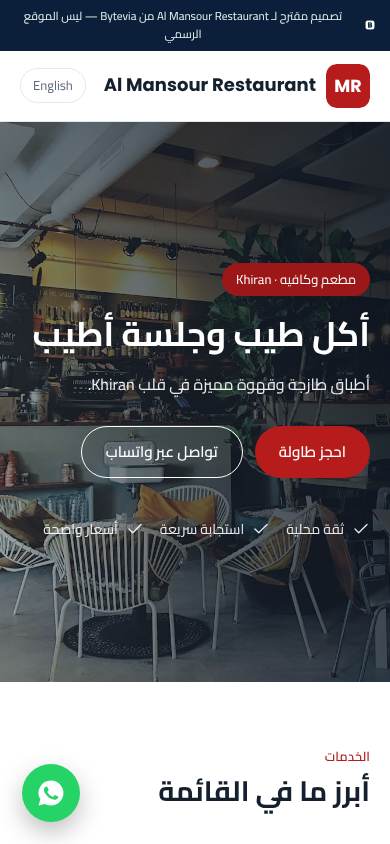 تصميم مقترح لـ Al Mansour Restaurant من Bytevia — ليس الموقع
الرسمي
B
MR
Al Mansour Restaurant
English
مطعم وكافيه · Khiran
أكل طيب وجلسة أطيب
أطباق طازجة وقهوة مميزة في قلب Khiran.
احجز طاولة
تواصل عبر واتساب
ثقة محلية
استجابة سريعة
أسعار واضحة
الخدمات
أبرز ما في القائمة